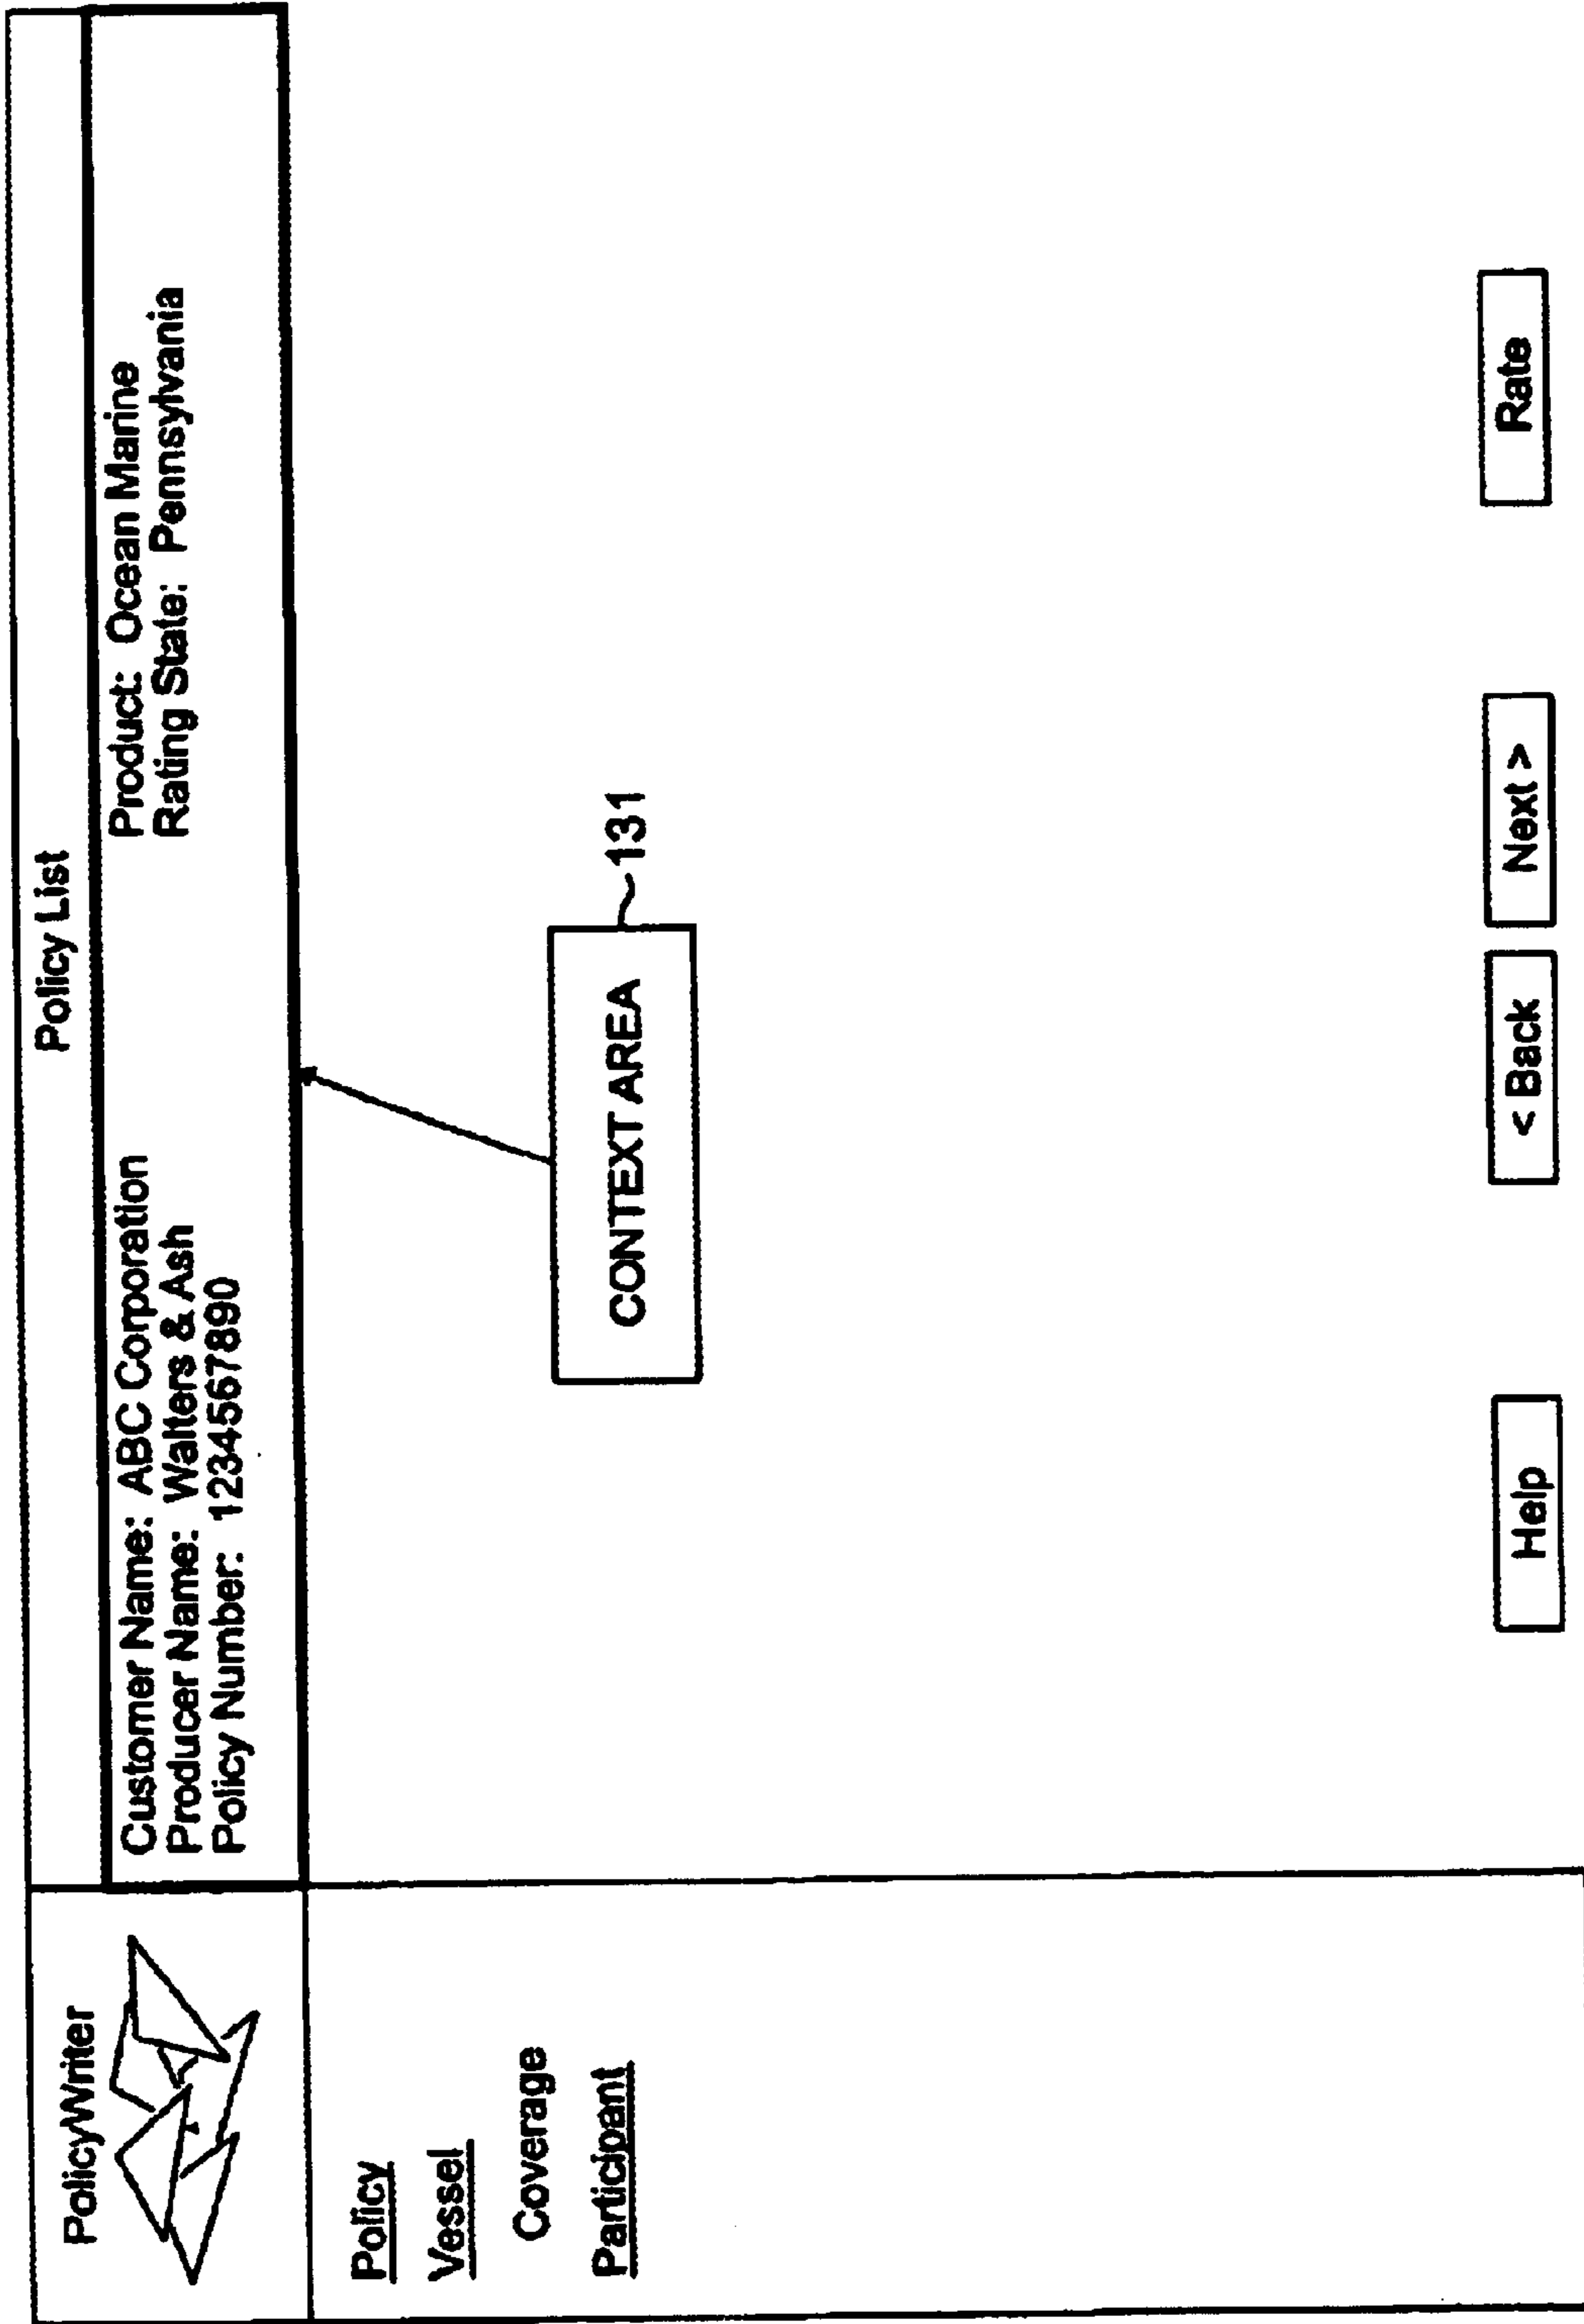 PolicyWriter
Policy List
Customer Name: ABC Corporation
Producer Name: Walters & Ash
Policy Number: 1234567890
Product: Ocean Marine
Rating State: Pennsylvania
Policy
Vessel
Coverage
Participant
CONTEXT AREA
131
Help
< Back
Next >
Rate